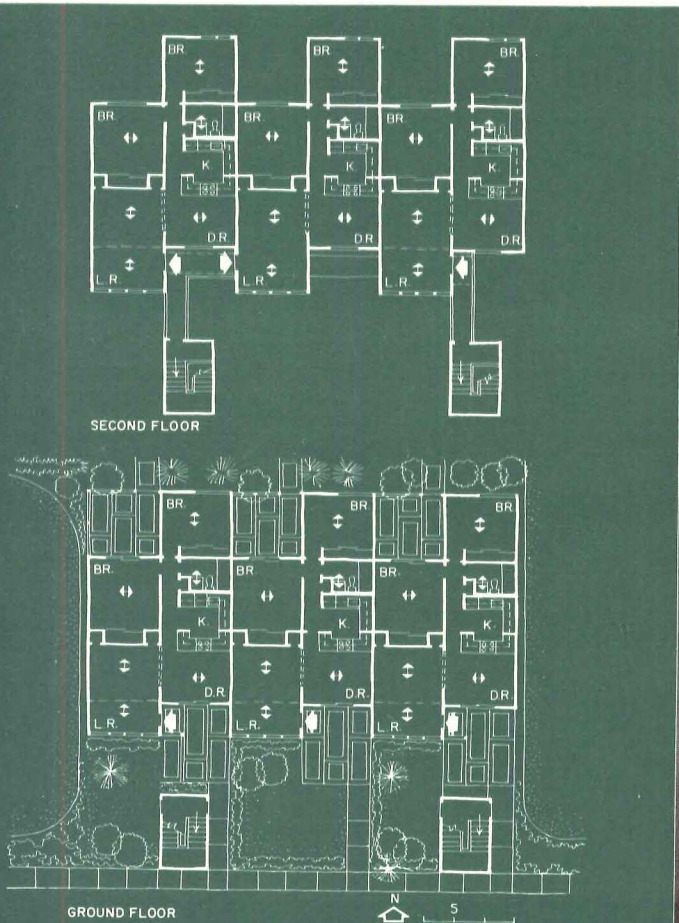 BR. BR. BR.
BR. BR. BR.
K. K. K.
D.R. D.R. D.R.
L.R. L.R. L.R.
SECOND FLOOR
BR. BR. BR.
BR. BR. BR.
K. K. K.
D.R. D.R. D.R.
L.R. L.R. L.R.
N
5
GROUND FLOOR